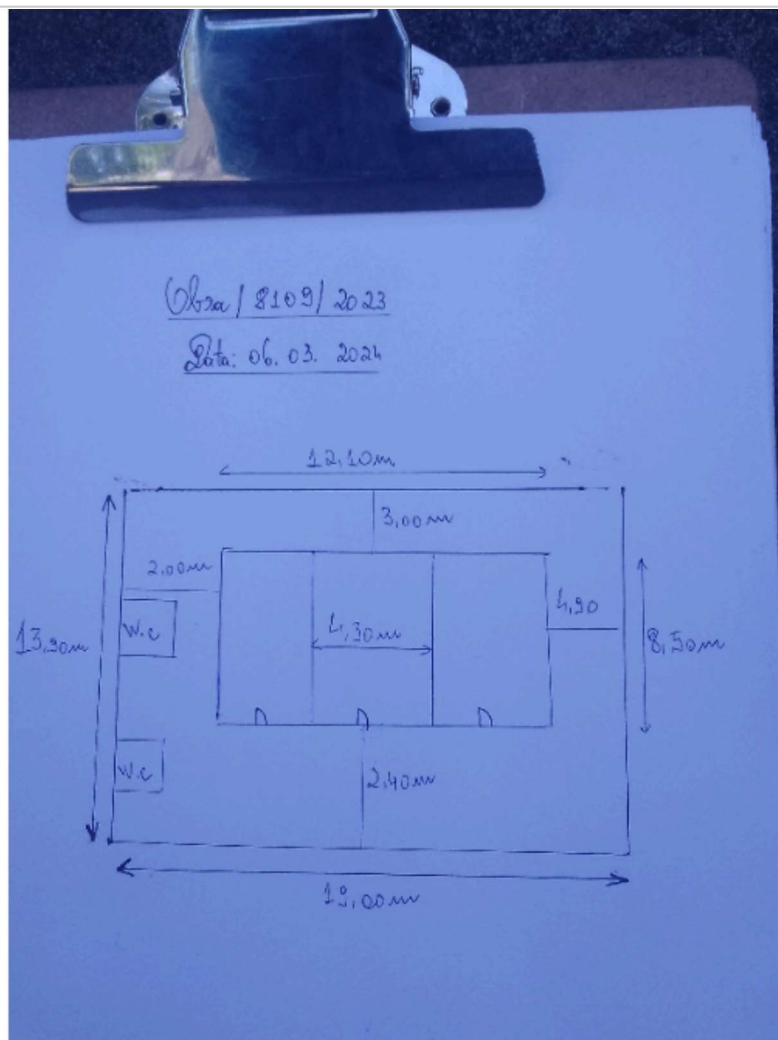 Obra / 8109 / 2023
Data: 06. 03. 2024
12,10m
3,00m
2,00m
4,90
W.c
4,30m
13,90m
8,50m
W.c
2,40m
19,00m